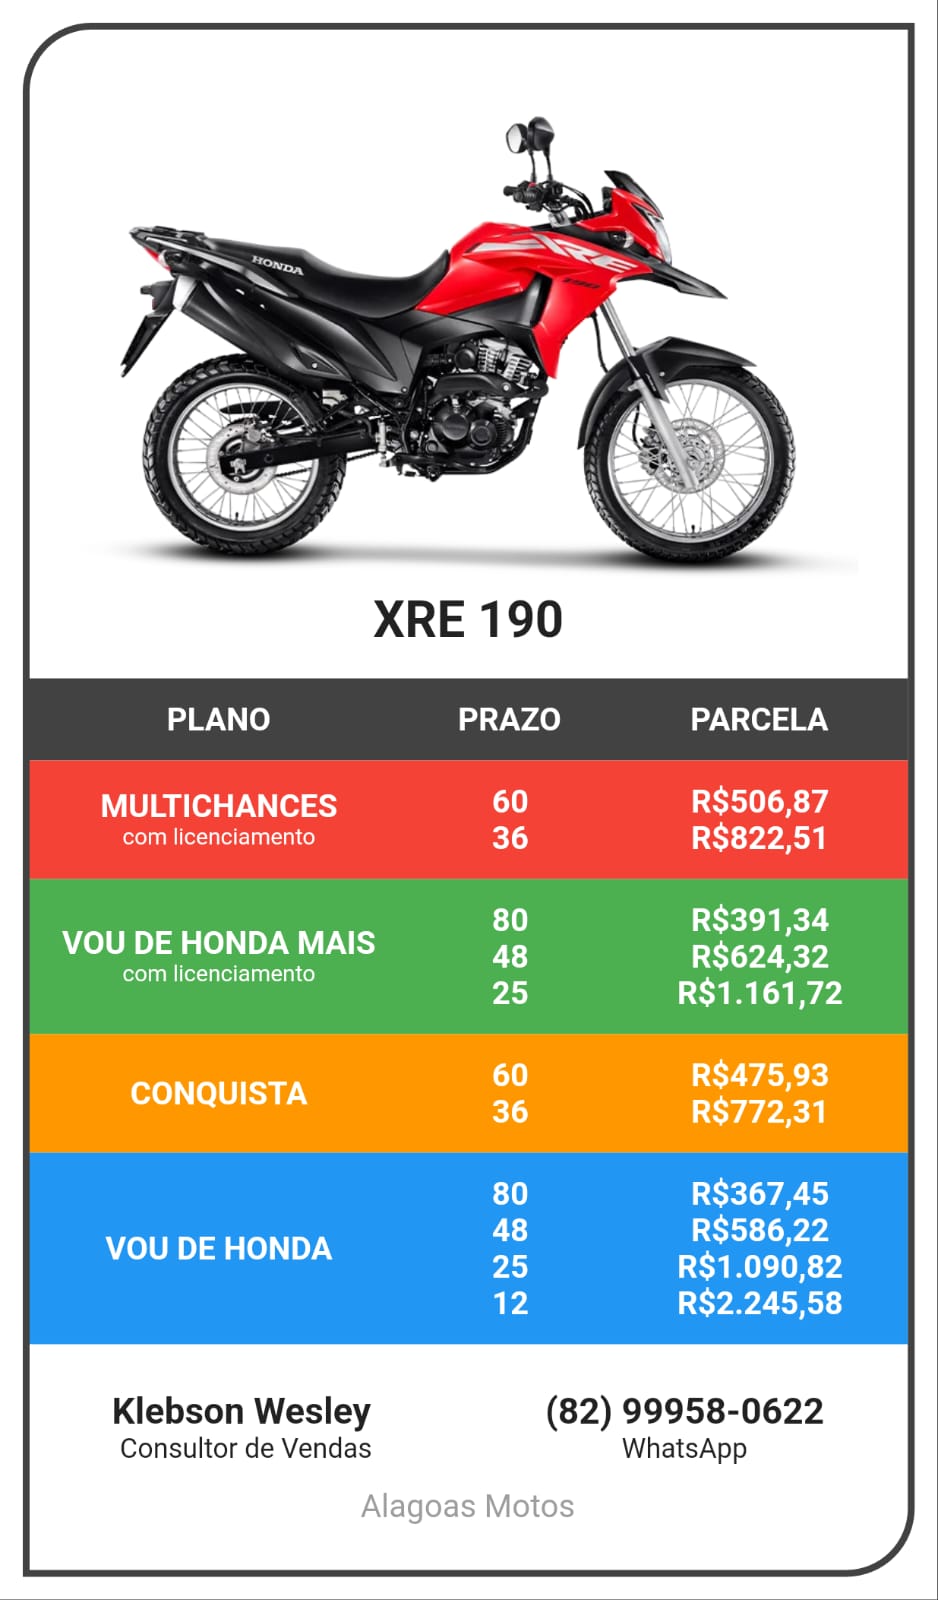 HONDA
XRE
190
XRE 190
PLANO PRAZO PARCELA
MULTICHANCES
com licenciamento
60 R$506,87
36 R$822,51
VOU DE HONDA MAIS
com licenciamento
80 R$391,34
48 R$624,32
25 R$1.161,72
CONQUISTA
60 R$475,93
36 R$772,31
VOU DE HONDA
80 R$367,45
48 R$586,22
25 R$1.090,82
12 R$2.245,58
Klebson Wesley (82) 99958-0622
Consultor de Vendas WhatsApp
Alagoas Motos